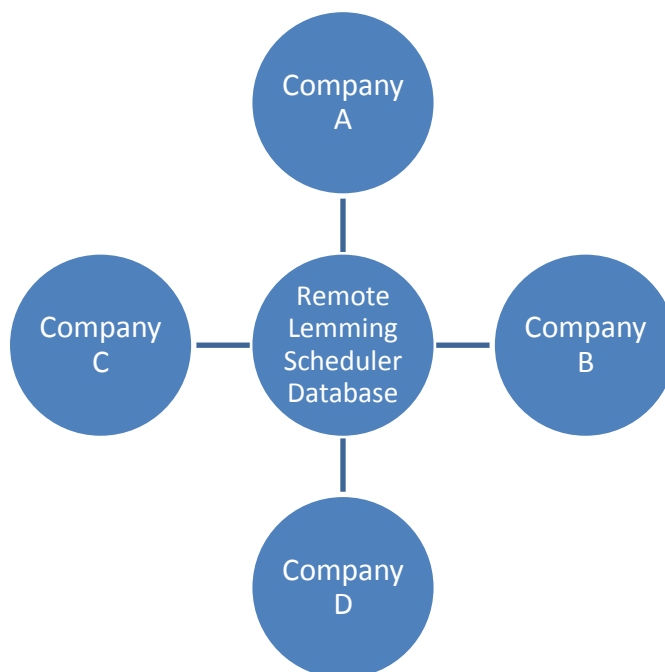 Company
A
Company
C
Remote
Lemming
Scheduler
Database
Company
B
Company
D